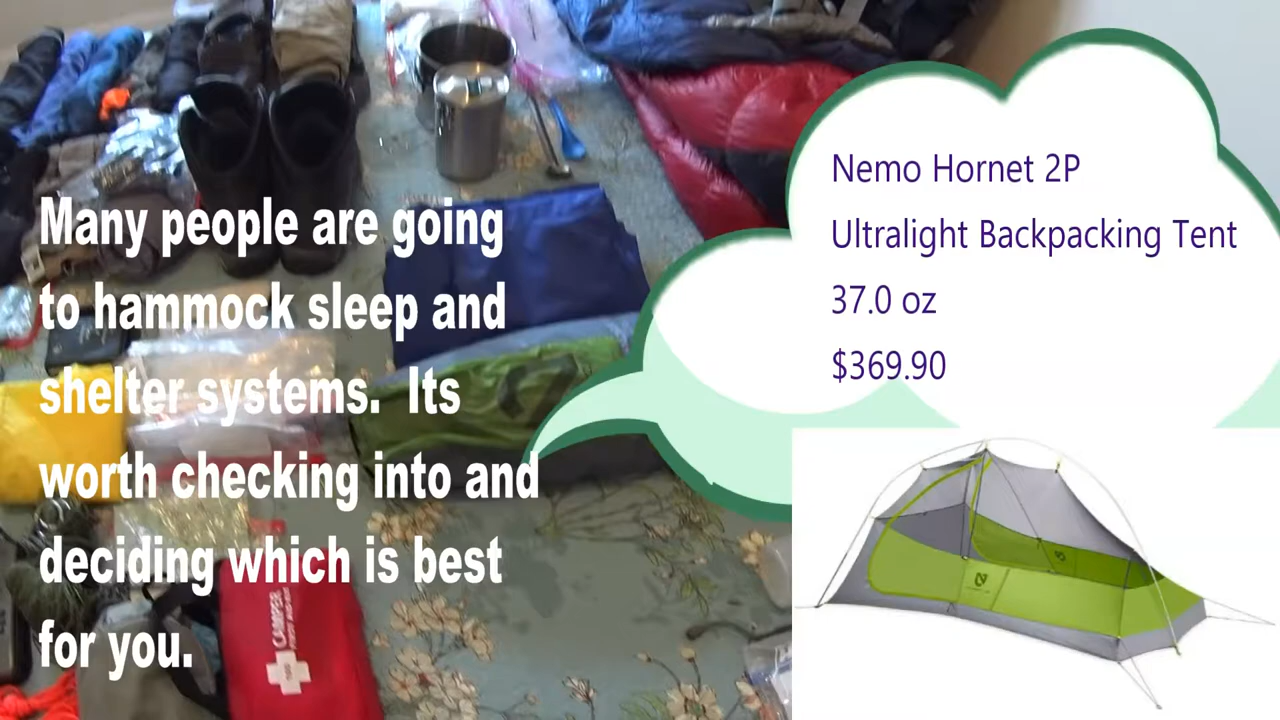 Many people are going
to hammock sleep and
shelter systems.  Its
worth checking into and
deciding which is best
for you.
Nemo Hornet 2P
Ultralight Backpacking Tent
37.0 oz
$369.90
CAMPER